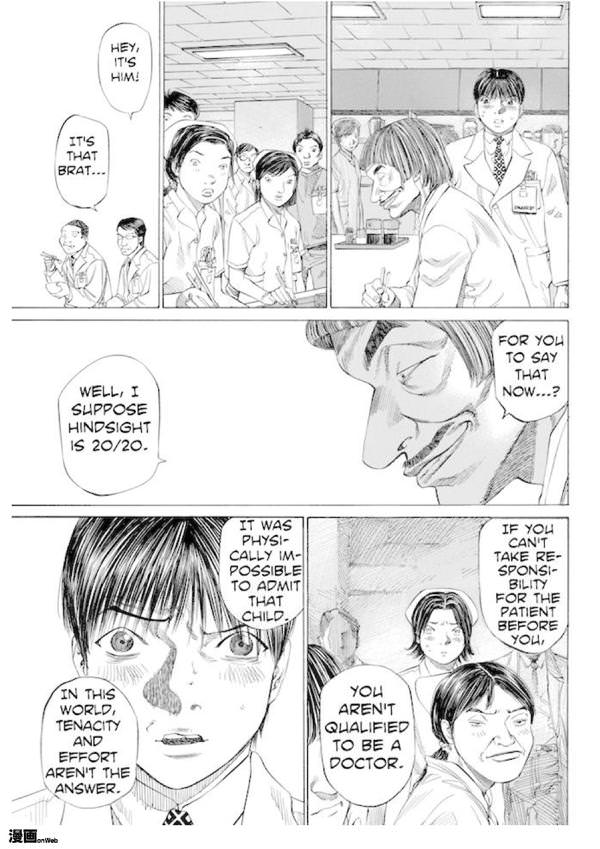 HEY,
IT'S
HIM!
IT'S
THAT
BRAT...
FOR YOU
TO SAY
THAT
NOW...?
WELL, I
SUPPOSE
HINDSIGHT
IS 20/20.
IF YOU
CAN'T
TAKE RE-
SPONSI-
BILITY
FOR THE
PATIENT
BEFORE
YOU,
YOU
AREN'T
QUALIFIED
TO BE A
DOCTOR.
IT WAS
PHYSI-
CALLY IM-
POSSIBLE
TO ADMIT
THAT
CHILD.
IN THIS
WORLD,
TENACITY
AND
EFFORT
AREN'T THE
ANSWER.
漫画onWeb